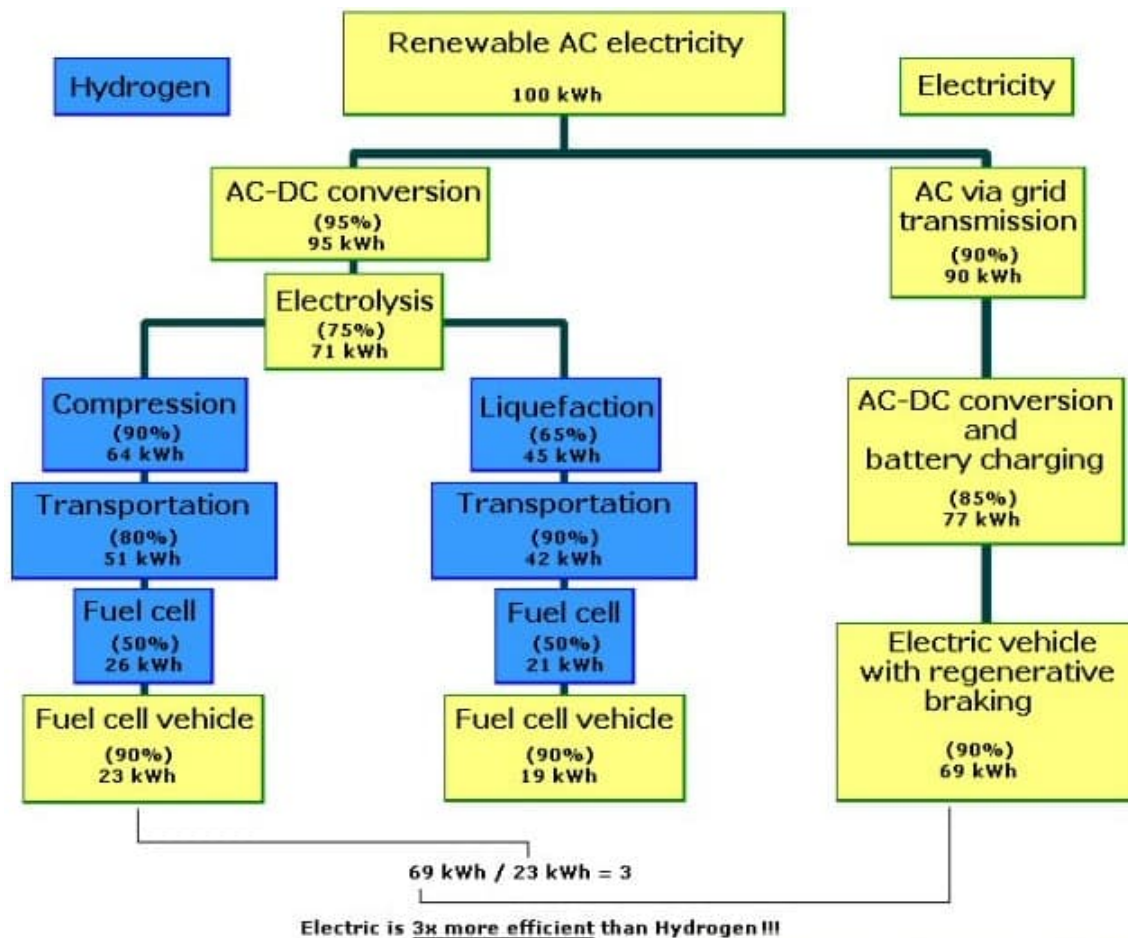 Renewable AC electricity
100 kWh
Hydrogen
Electricity
AC-DC conversion
(95%)
95 kWh
Electrolysis
(75%)
71 kWh
Compression
(90%)
64 kWh
Transportation
(80%)
51 kWh
Fuel cell
(50%)
26 kWh
Fuel cell vehicle
(90%)
23 kWh
Liquefaction
(65%)
45 kWh
Transportation
(90%)
42 kWh
Fuel cell
(50%)
21 kWh
Fuel cell vehicle
(90%)
19 kWh
AC via grid
transmission
(90%)
90 kWh
AC-DC conversion
and
battery charging
(85%)
77 kWh
Electric vehicle
with regenerative
braking
(90%)
69 kWh
69 kWh / 23 kWh = 3
Electric is 3x more efficient than Hydrogen!!!